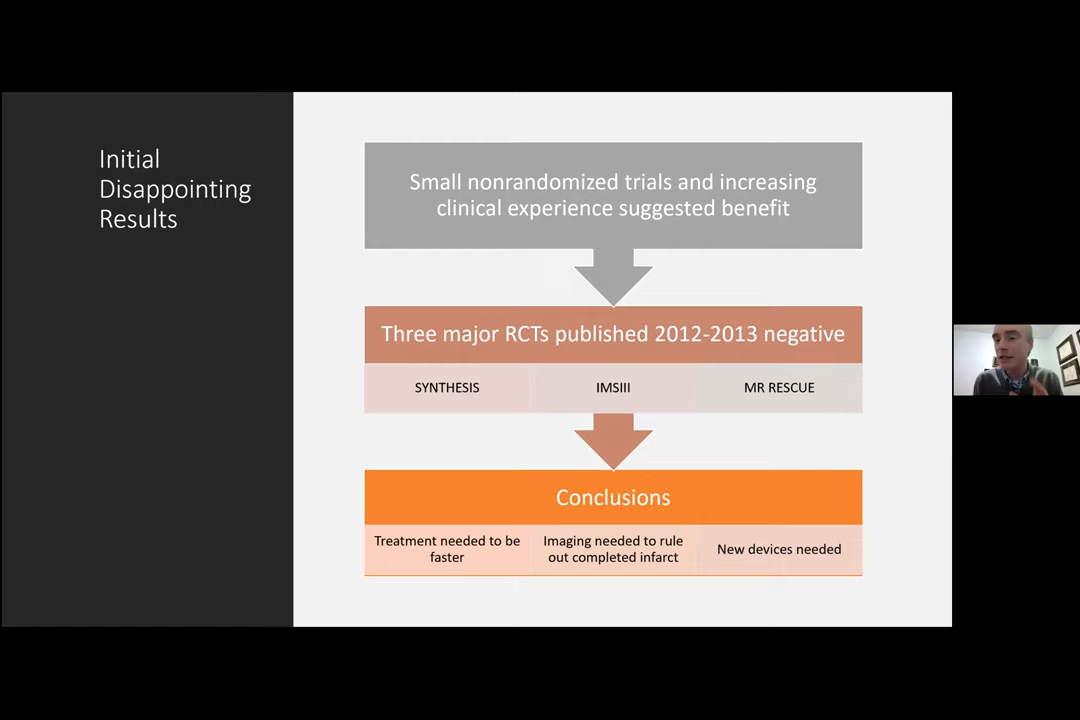 Initial
Disappointing
Results
Small nonrandomized trials and increasing
clinical experience suggested benefit
Three major RCTs published 2012-2013 negative
SYNTHESIS
IMSIII
MR RESCUE
Conclusions
Treatment needed to be
faster
Imaging needed to rule
out completed infarct
New devices needed